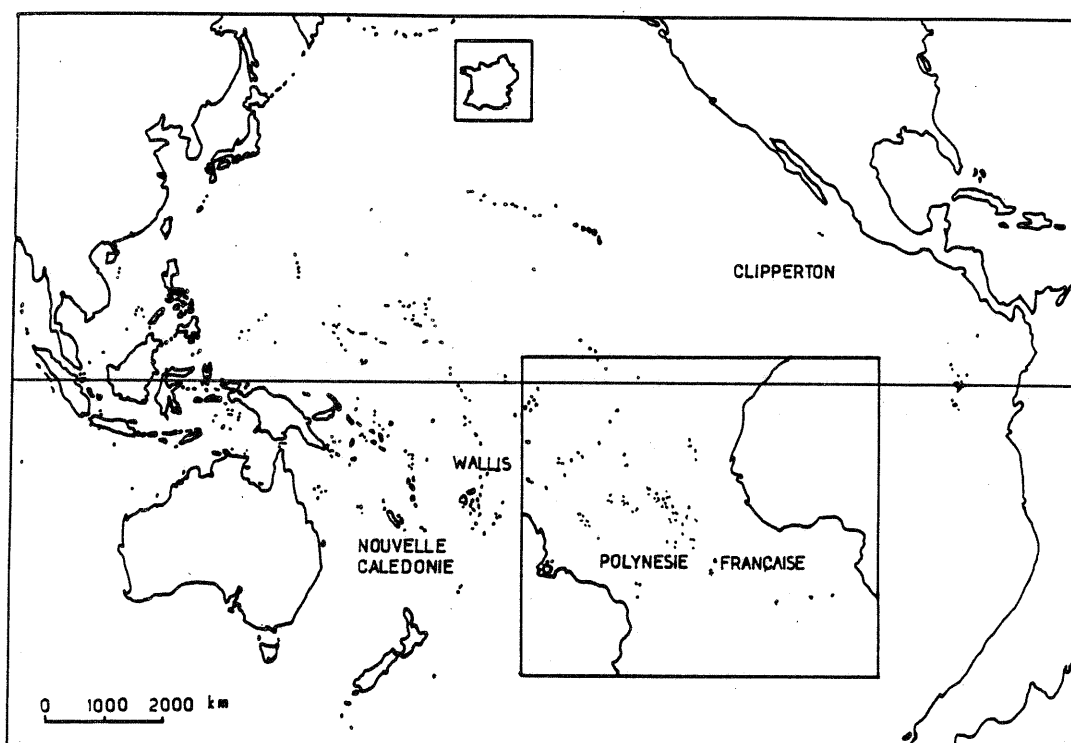 CLIPPERTON
WALLIS
NOUVELLE
CALEDONIE
POLYNESIE FRANÇAISE
0 1000 2000 km